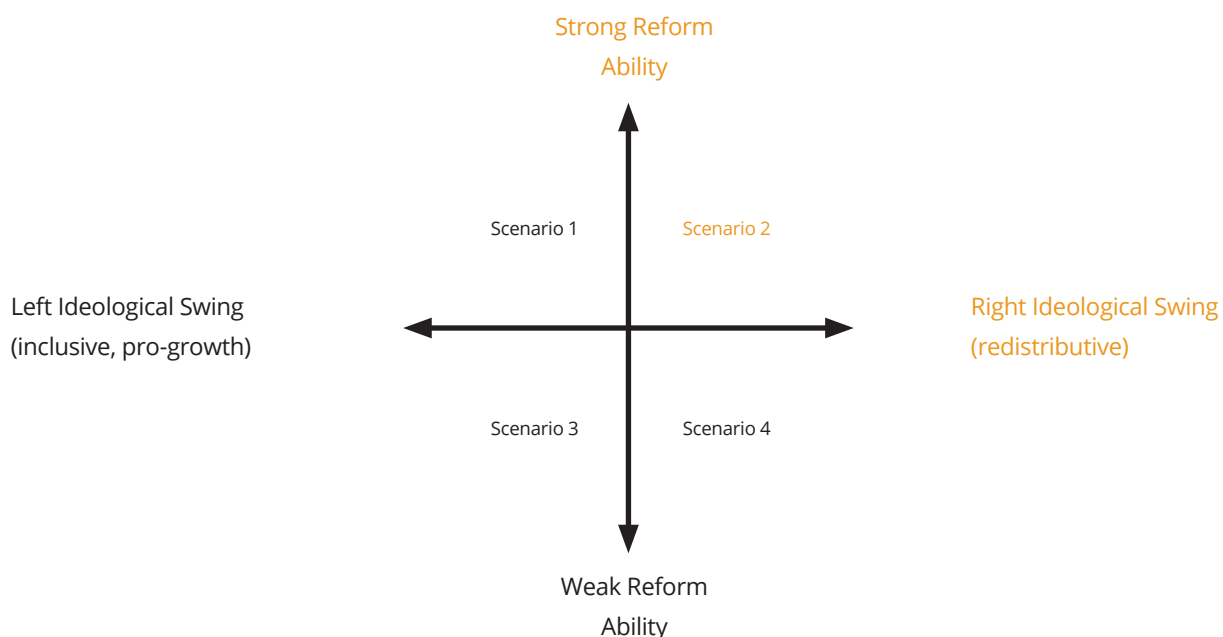 Strong Reform
Ability
Scenario 1
Scenario 2
Left Ideological Swing
(inclusive, pro-growth)
Right Ideological Swing
(redistributive)
Scenario 3
Scenario 4
Weak Reform
Ability